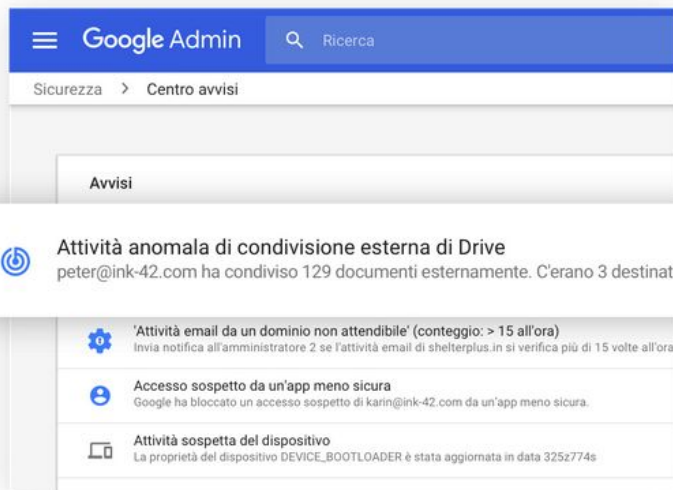 Google Admin
Ricerca
Sicurezza > Centro avvisi
Avvisi
Attività anomala di condivisione esterna di Drive
peter@ink-42.com ha condiviso 129 documenti esternamente. C'erano 3 destinat
'Attività email da un dominio non attendibile' (conteggio: > 15 all'ora)
Invia notifica all'amministratore 2 se l'attività email di shelterplus.in si verifica più di 15 volte all'ora
Accesso sospetto da un'app meno sicura
Google ha bloccato un accesso sospetto di karin@ink-42.com da un'app meno sicura.
Attività sospetta del dispositivo
La proprietà del dispositivo DEVICE_BOOTLOADER è stata aggiornata in data 325z774s